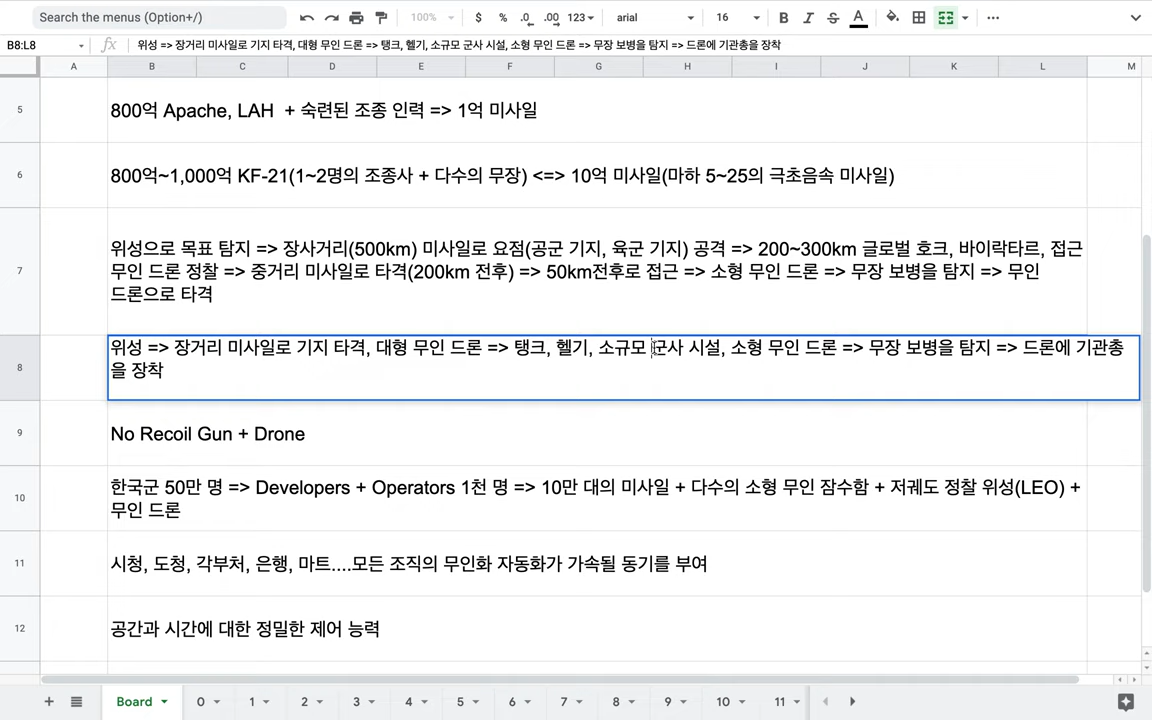 Search the menus (Option+/)
100%
$ % .0 .00 123
arial
16
B I S A
B8:L8
fx 위성 => 장거리 미사일로 기지 타격, 대형 무인 드론 => 탱크, 헬기, 소규모 군사 시설, 소형 무인 드론 => 무장 보병을 탐지 => 드론에 기관총을 장착
A B C D E F G H I J K L M
5 800억 Apache, LAH + 숙련된 조종 인력 => 1억 미사일
6 800억~1,000억 KF-21(1~2명의 조종사 + 다수의 무장) <=> 10억 미사일(마하 5~25의 극초음속 미사일)
7 위성으로 목표 탐지 => 장사거리(500km) 미사일로 요점(공군 기지, 육군 기지) 공격 => 200~300km 글로벌 호크, 바이락타르, 접근
무인 드론 정찰 => 중거리 미사일로 타격(200km 전후) => 50km전후로 접근 => 소형 무인 드론 => 무장 보병을 탐지 => 무인
드론으로 타격
8 위성 => 장거리 미사일로 기지 타격, 대형 무인 드론 => 탱크, 헬기, 소규모 군사 시설, 소형 무인 드론 => 무장 보병을 탐지 => 드론에 기관총
을 장착
9 No Recoil Gun + Drone
10 한국군 50만 명 => Developers + Operators 1천 명 => 10만 대의 미사일 + 다수의 소형 무인 잠수함 + 저궤도 정찰 위성(LEO) +
무인 드론
11 시청, 도청, 각부처, 은행, 마트....모든 조직의 무인화 자동화가 가속될 동기를 부여
12 공간과 시간에 대한 정밀한 제어 능력
Board 0 1 2 3 4 5 6 7 8 9 10 11